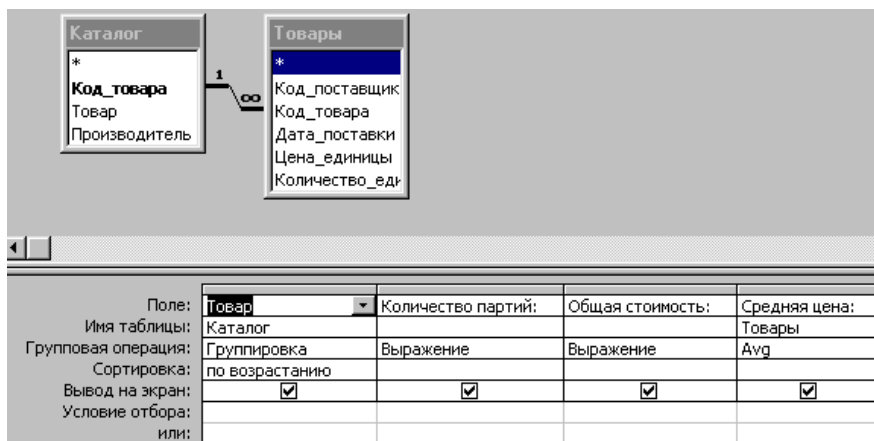 Каталог
*
Код_товара
Товар
Производитель
1
∞
Товары
*
Код_поставщик
Код_товара
Дата_поставки
Цена_единицы
Количество_еди
Поле: Товар Количество партий: Общая стоимость: Средняя цена:
Имя таблицы: Каталог Товары
Групповая операция: Группировка Выражение Выражение Avg
Сортировка: по возрастанию
Вывод на экран:
Условие отбора:
или: